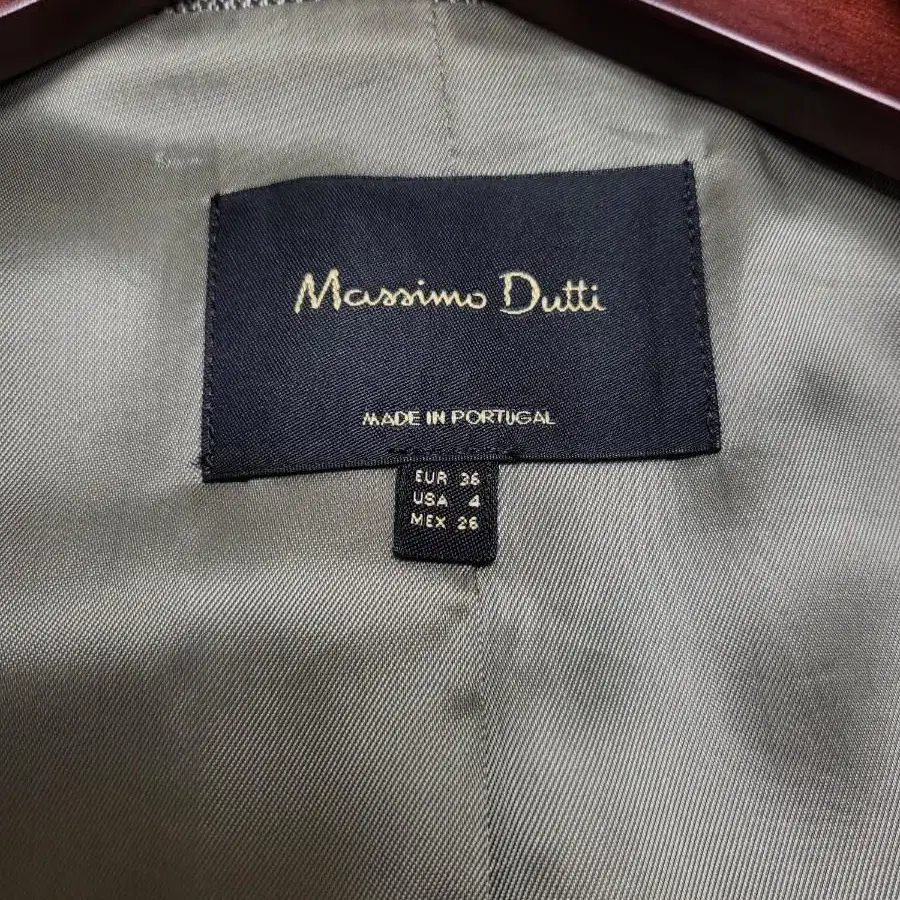 Massimo Dutti
MADE IN PORTUGAL
EUR 36
USA 4
MEX 26